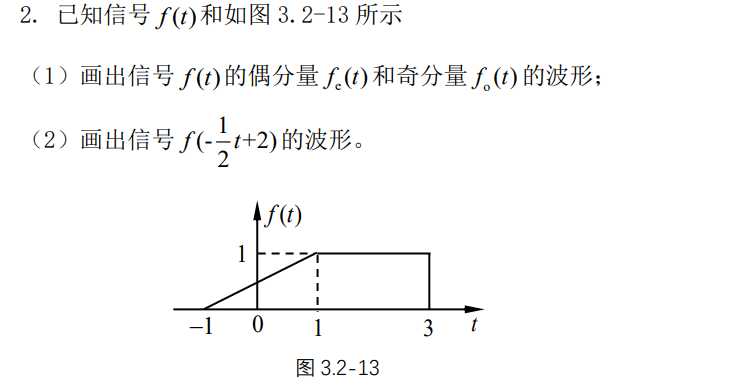 2. 已知信号 f(t)和如图 3.2-13 所示
（1）画出信号 f(t)的偶分量 fₑ(t)和奇分量 fₒ(t)的波形；
（2）画出信号 f(-1/2t+2)的波形。
f(t)
1
-1 0 1 3 t
图 3.2-13